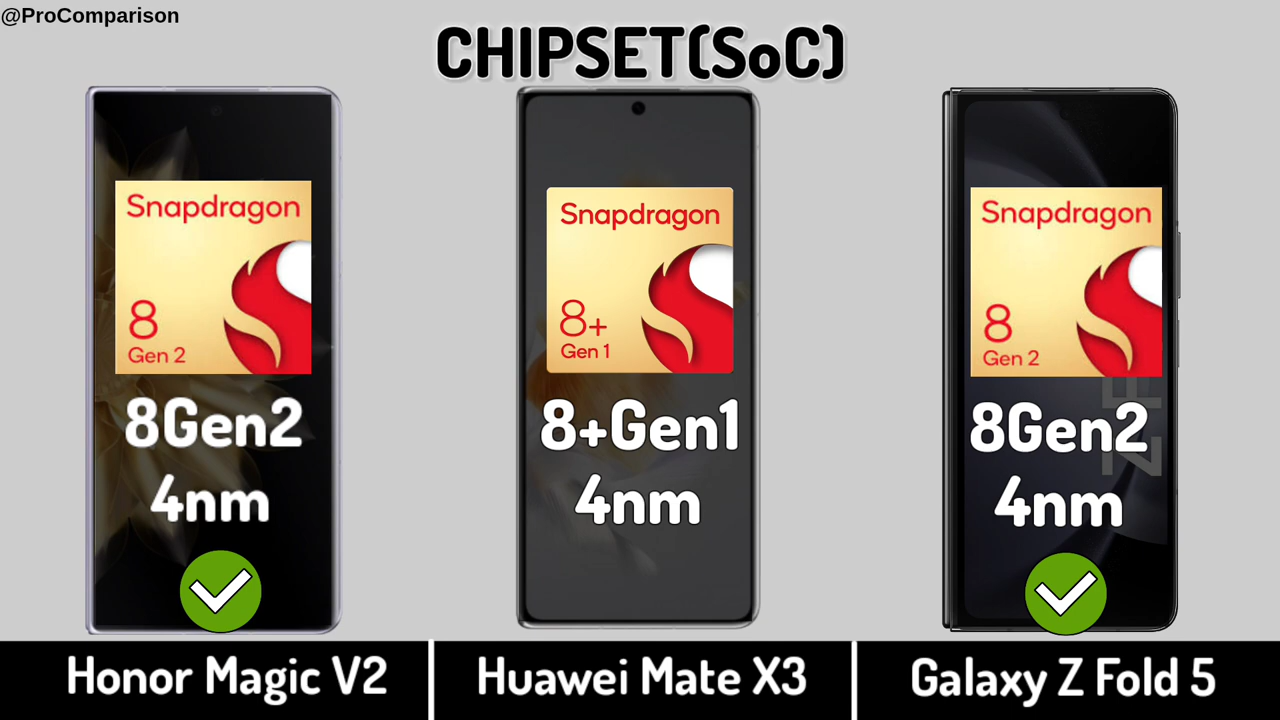 @ProComparison
CHIPSET(SoC)
Snapdragon
8
Gen 2
8Gen2
4nm
Snapdragon
8+
Gen 1
8+Gen1
4nm
Snapdragon
8
Gen 2
8Gen2
4nm
Honor Magic V2
Huawei Mate X3
Galaxy Z Fold 5